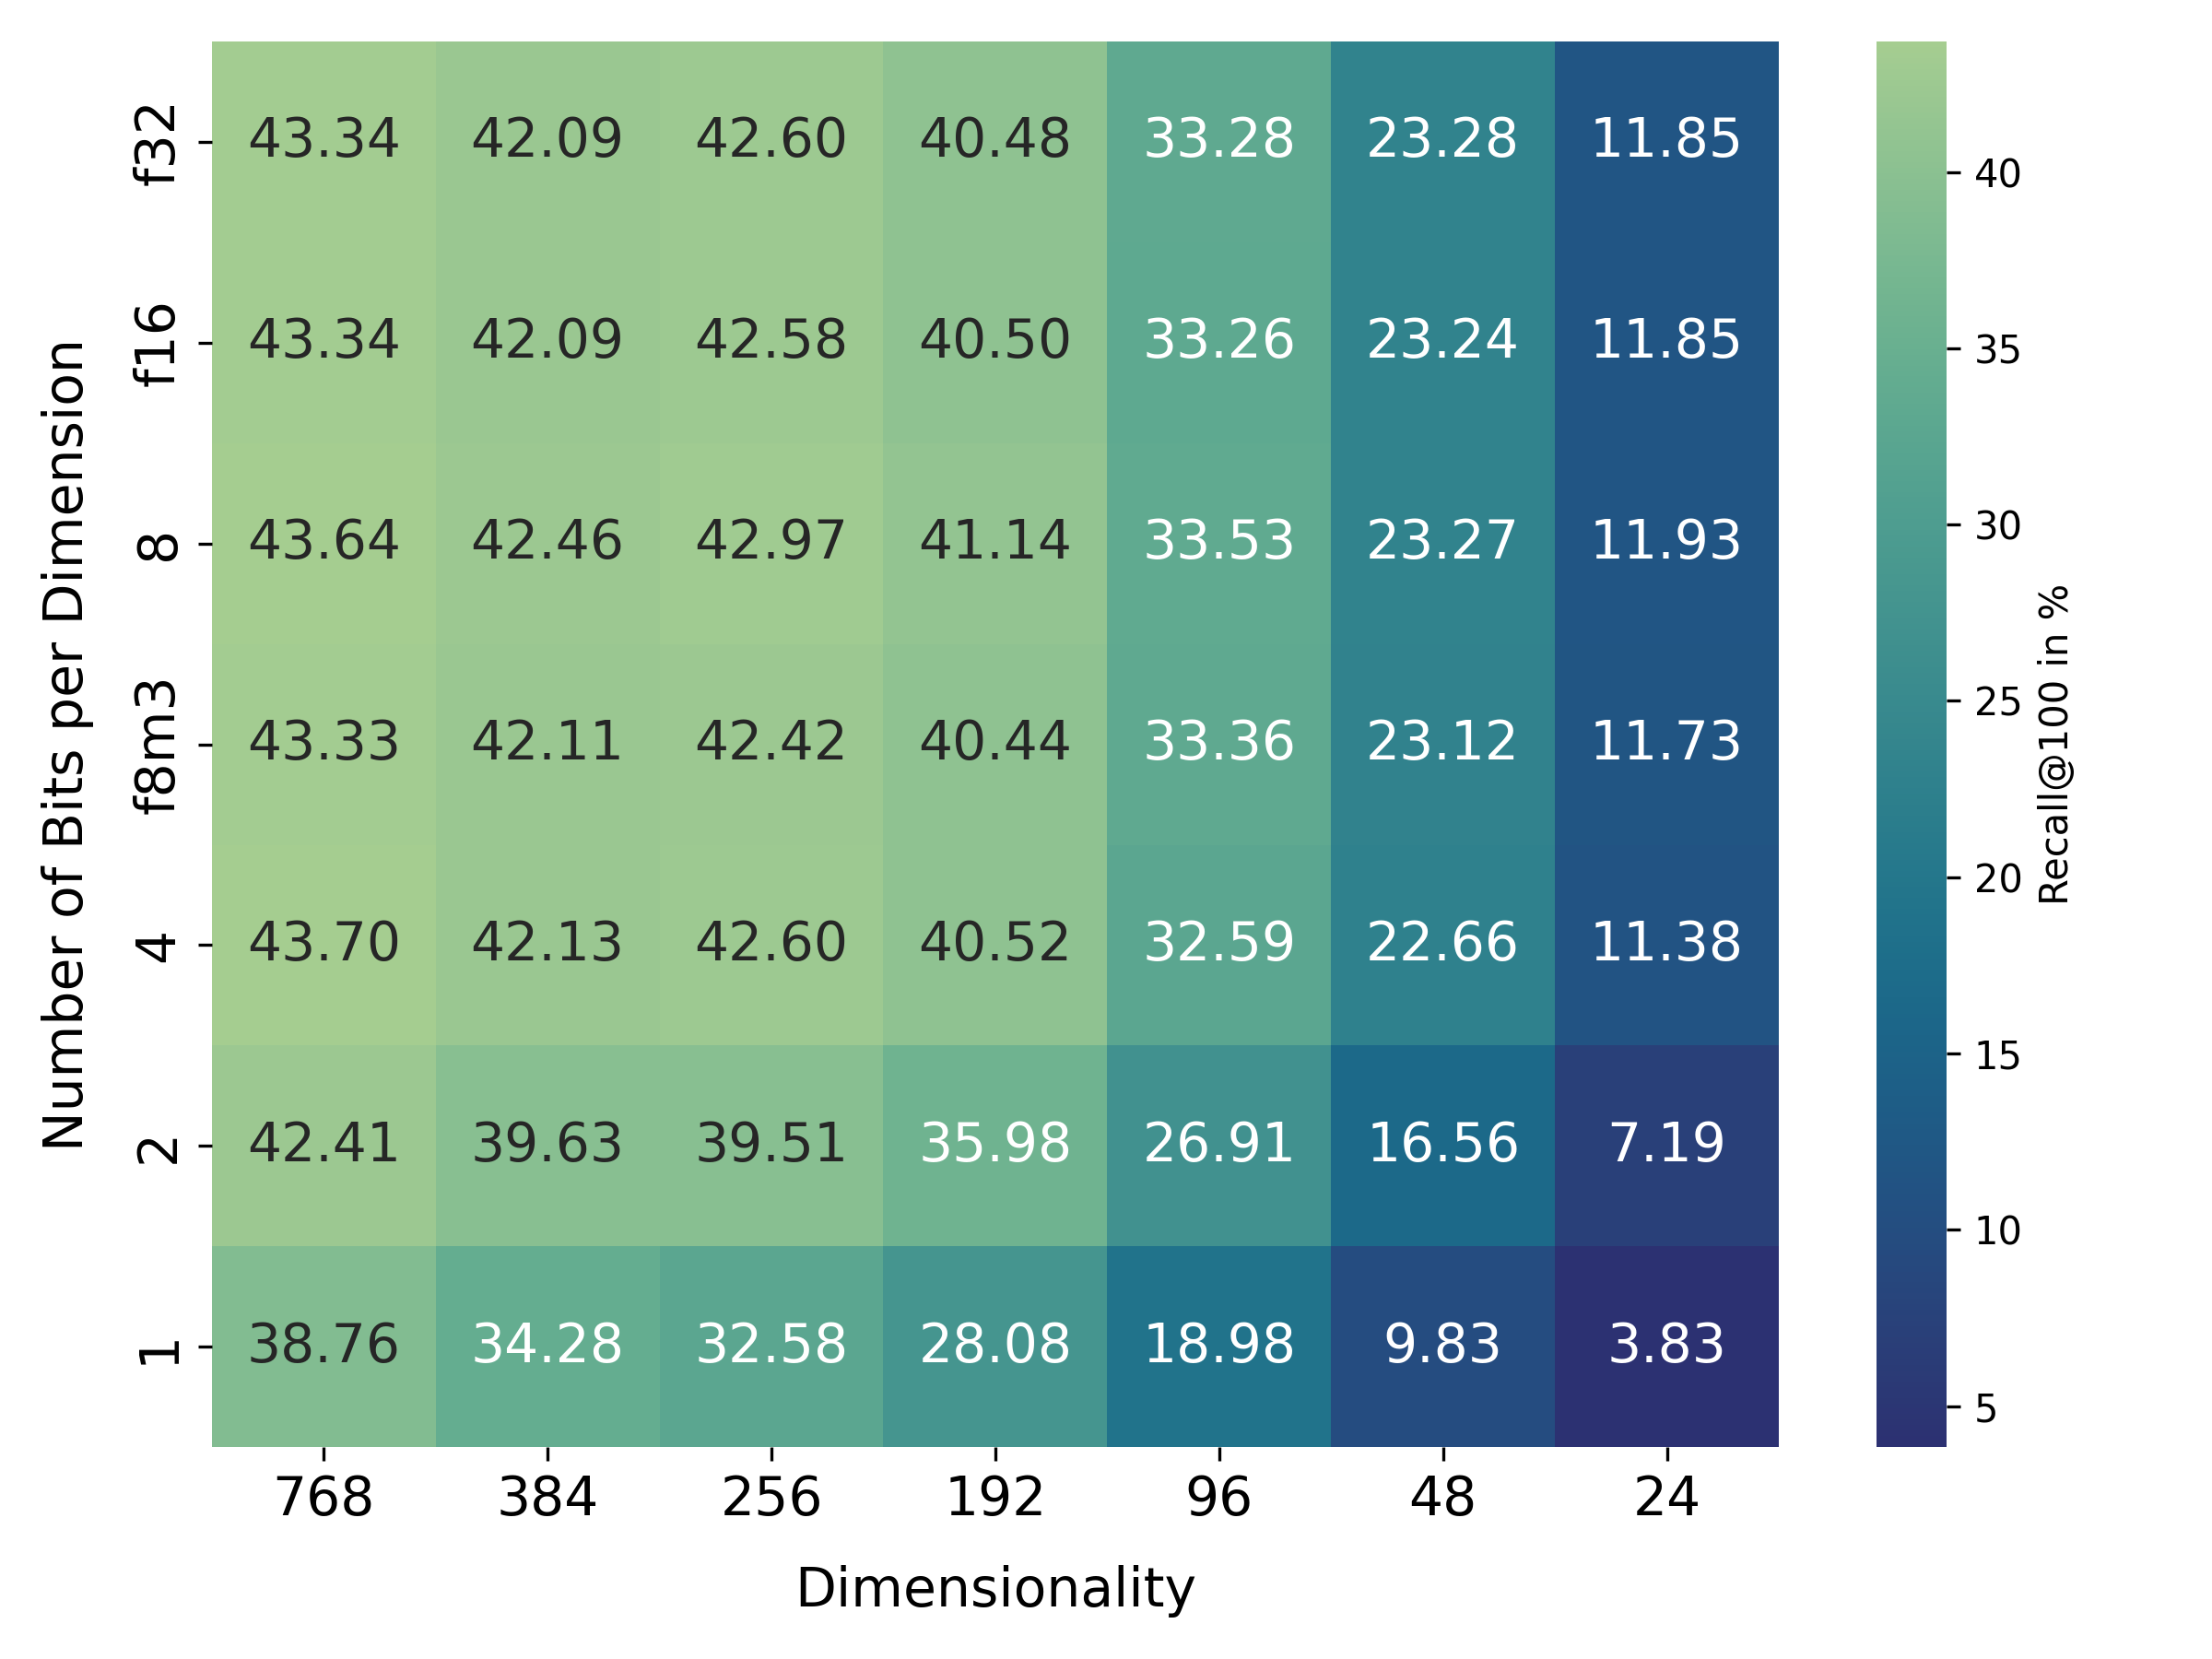 Number of Bits per Dimension
f32 43.34 42.09 42.60 40.48 33.28 23.28 11.85
f16 43.34 42.09 42.58 40.50 33.26 23.24 11.85
8 43.64 42.46 42.97 41.14 33.53 23.27 11.93
f8m3 43.33 42.11 42.42 40.44 33.36 23.12 11.73
4 43.70 42.13 42.60 40.52 32.59 22.66 11.38
2 42.41 39.63 39.51 35.98 26.91 16.56 7.19
1 38.76 34.28 32.58 28.08 18.98 9.83 3.83
768 384 256 192 96 48 24
Dimensionality
40
35
30
25
20
15
10
5
Recall@100 in %